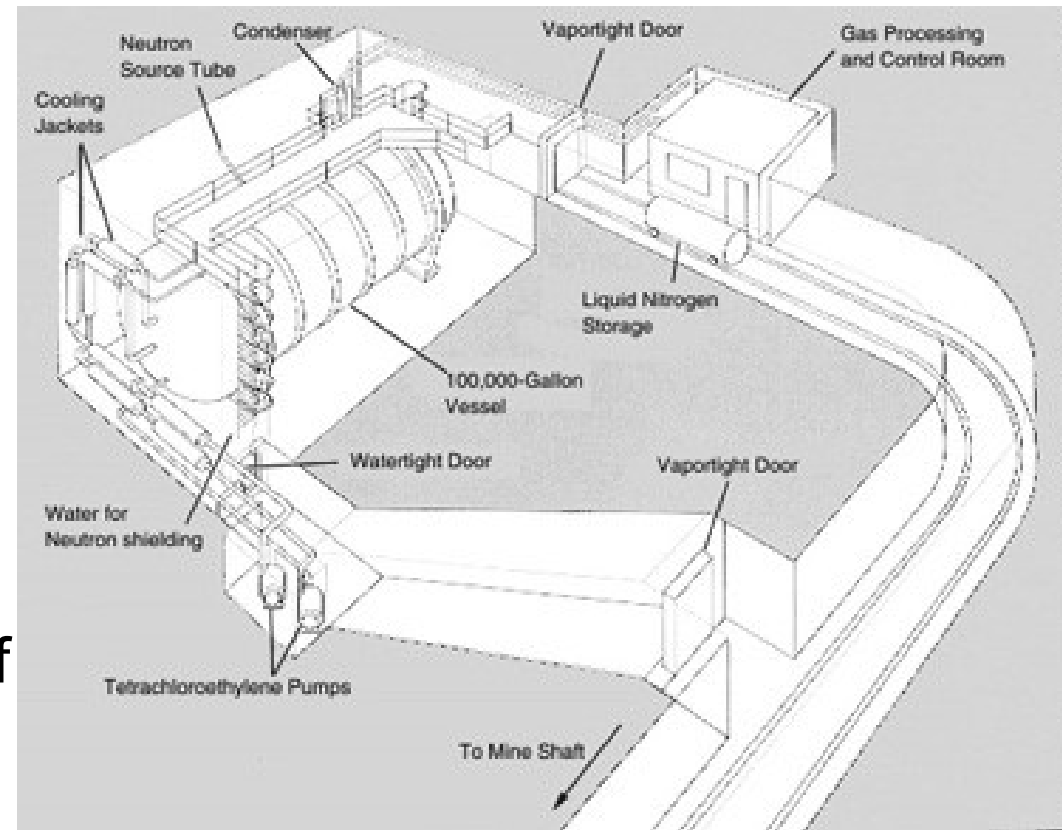 Condenser
Vaportight Door
Gas Processing
and Control Room
Neutron
Source Tube
Cooling
Jackets
Liquid Nitrogen
Storage
100,000-Gallon
Vessel
Watertight Door
Vaportight Door
Water for
Neutron shielding
f
Tetrachloroethylene Pumps
To Mine Shaft